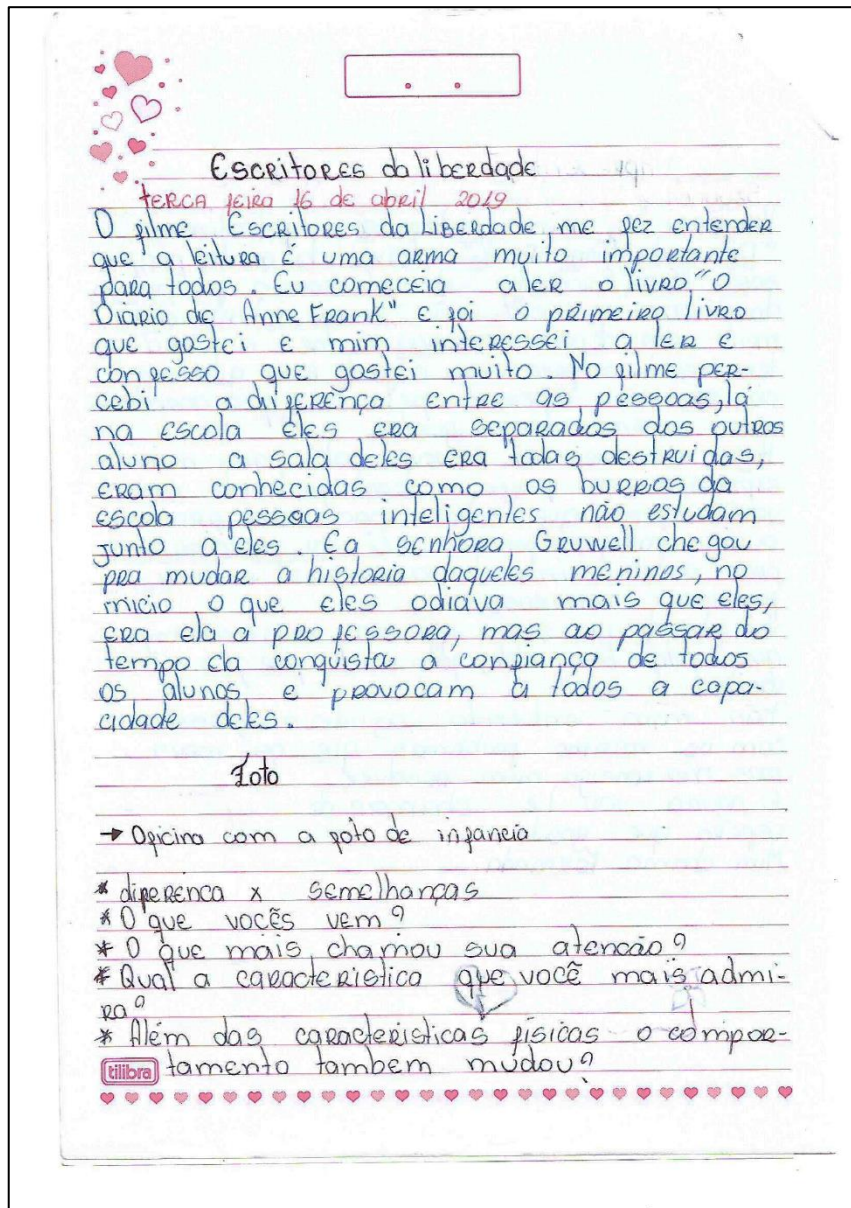 Escritores da liberdade
terca feira 16 de abril 2019
O filme Escritores da Liberdade me fez entender
que a leitura é uma arma muito importante
para todos. Eu comeceia a ler o livro "O
Diário de Anne Frank" e foi o primeiro livro
que gostei e mim interessei a ler e
confesso que gostei muito. No filme per-
cebi a diferença entre as pessoas, lá
na escola eles era separados dos outros
aluno a sala deles era todas destruidas,
eram conhecidas como os burros da
escola pessoas inteligentes não estudam
junto a eles. Ea senhora Gruwell chegou
pra mudar a historia daqueles meninos, no
inicio o que eles odiava mais que eles,
era ela a professora, mas ao passar do
tempo ela conquista a confiança de todos
os alunos e provocam a todos a capa-
cidade deles.
Foto
→ Oficina com a foto de infancia
* diferenca x semelhanças
* O que vocês vem?
* O que mais chamou sua atencão?
* Qual a caracteristica que você mais admi-
ra?
* Além das caracteristicas físicas o compor-
tilibra tamento tambem mudou?